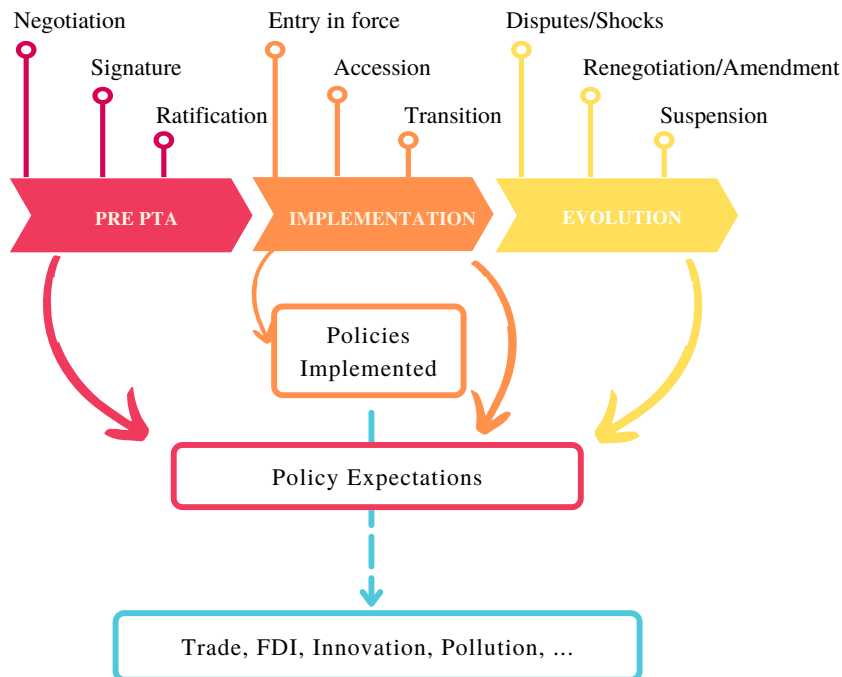 Negotiation
Signature
Ratification
Entry in force
Accession
Transition
Disputes/Shocks
Renegotiation/Amendment
Suspension
PRE PTA
IMPLEMENTATION
EVOLUTION
Policies
Implemented
Policy Expectations
Trade, FDI, Innovation, Pollution, ...